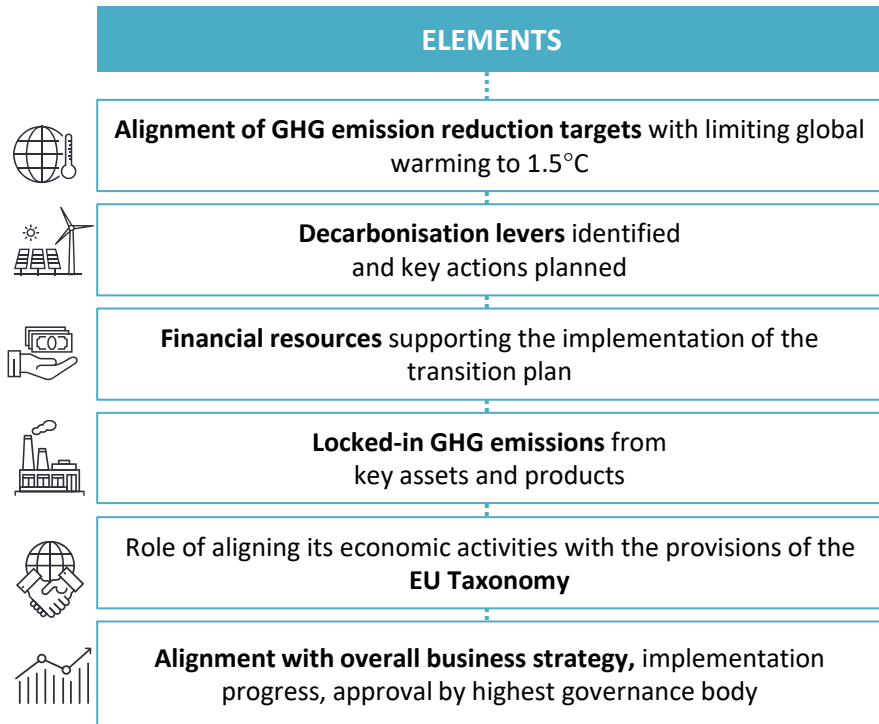 ELEMENTS
Alignment of GHG emission reduction targets with limiting global
warming to 1.5°C
Decarbonisation levers identified
and key actions planned
Financial resources supporting the implementation of the
transition plan
Locked-in GHG emissions from
key assets and products
Role of aligning its economic activities with the provisions of the
EU Taxonomy
Alignment with overall business strategy, implementation
progress, approval by highest governance body